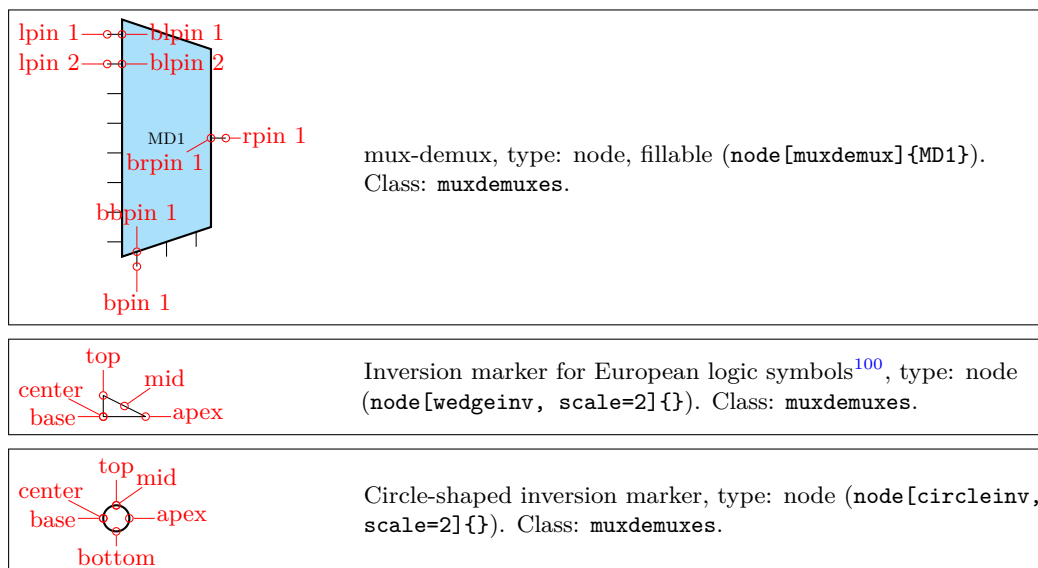 lpin 1
blpin 1
lpin 2
blpin 2
MD1
rpin 1
brpin 1
bbpin 1
bpin 1
mux-demux, type: node, fillable (node[muxdemux]{MD1}).
Class: muxdemuxes.
top
mid
center
base
apex
Inversion marker for European logic symbols100, type: node
(node[wedgeinv, scale=2]{}). Class: muxdemuxes.
top
mid
center
base
apex
bottom
Circle-shaped inversion marker, type: node (node[circleinv,
scale=2]{}). Class: muxdemuxes.